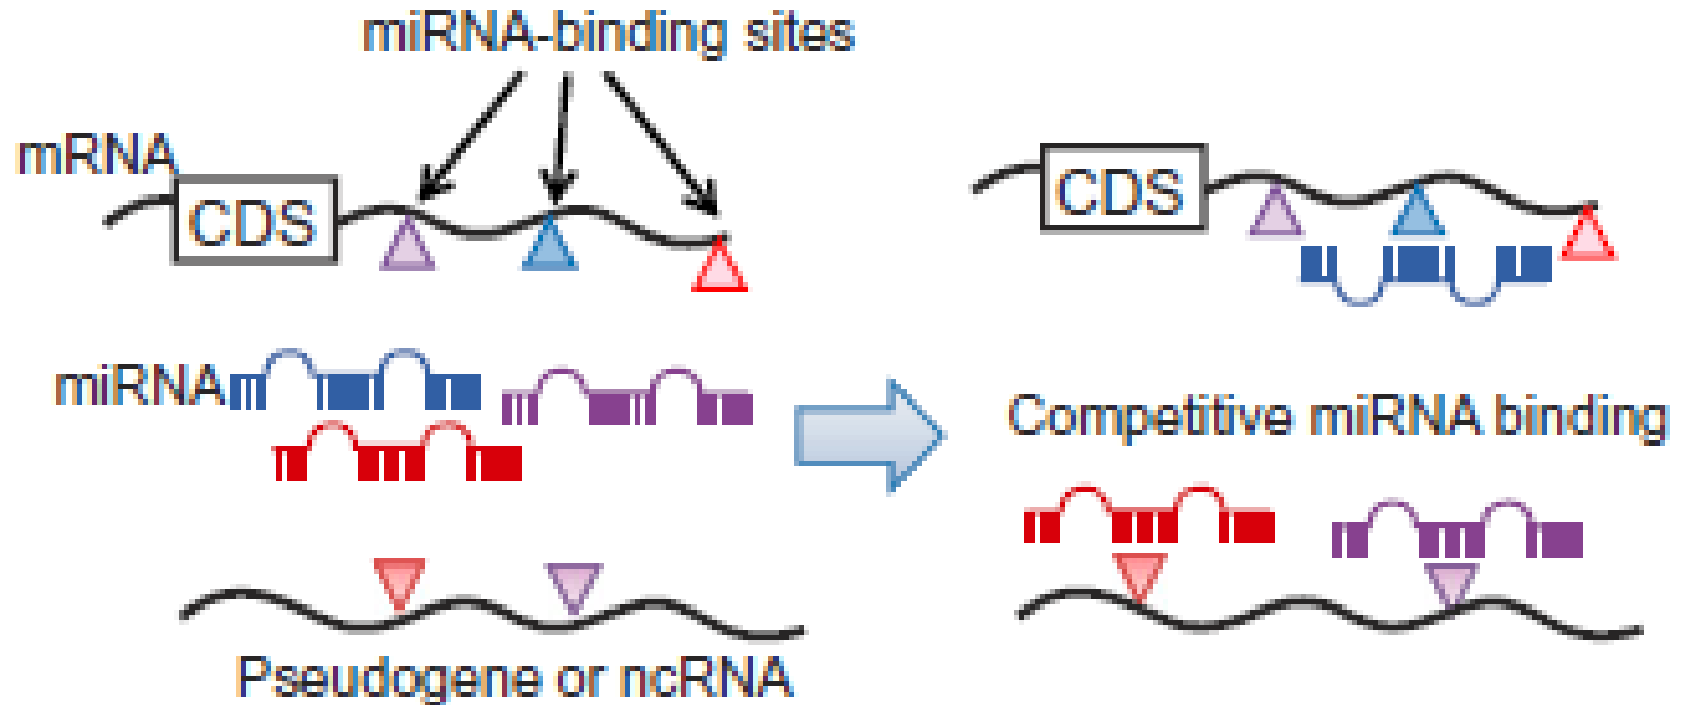 miRNA-binding sites
mRNA
CDS
CDS
miRNA
Competitive miRNA binding
Pseudogene or ncRNA